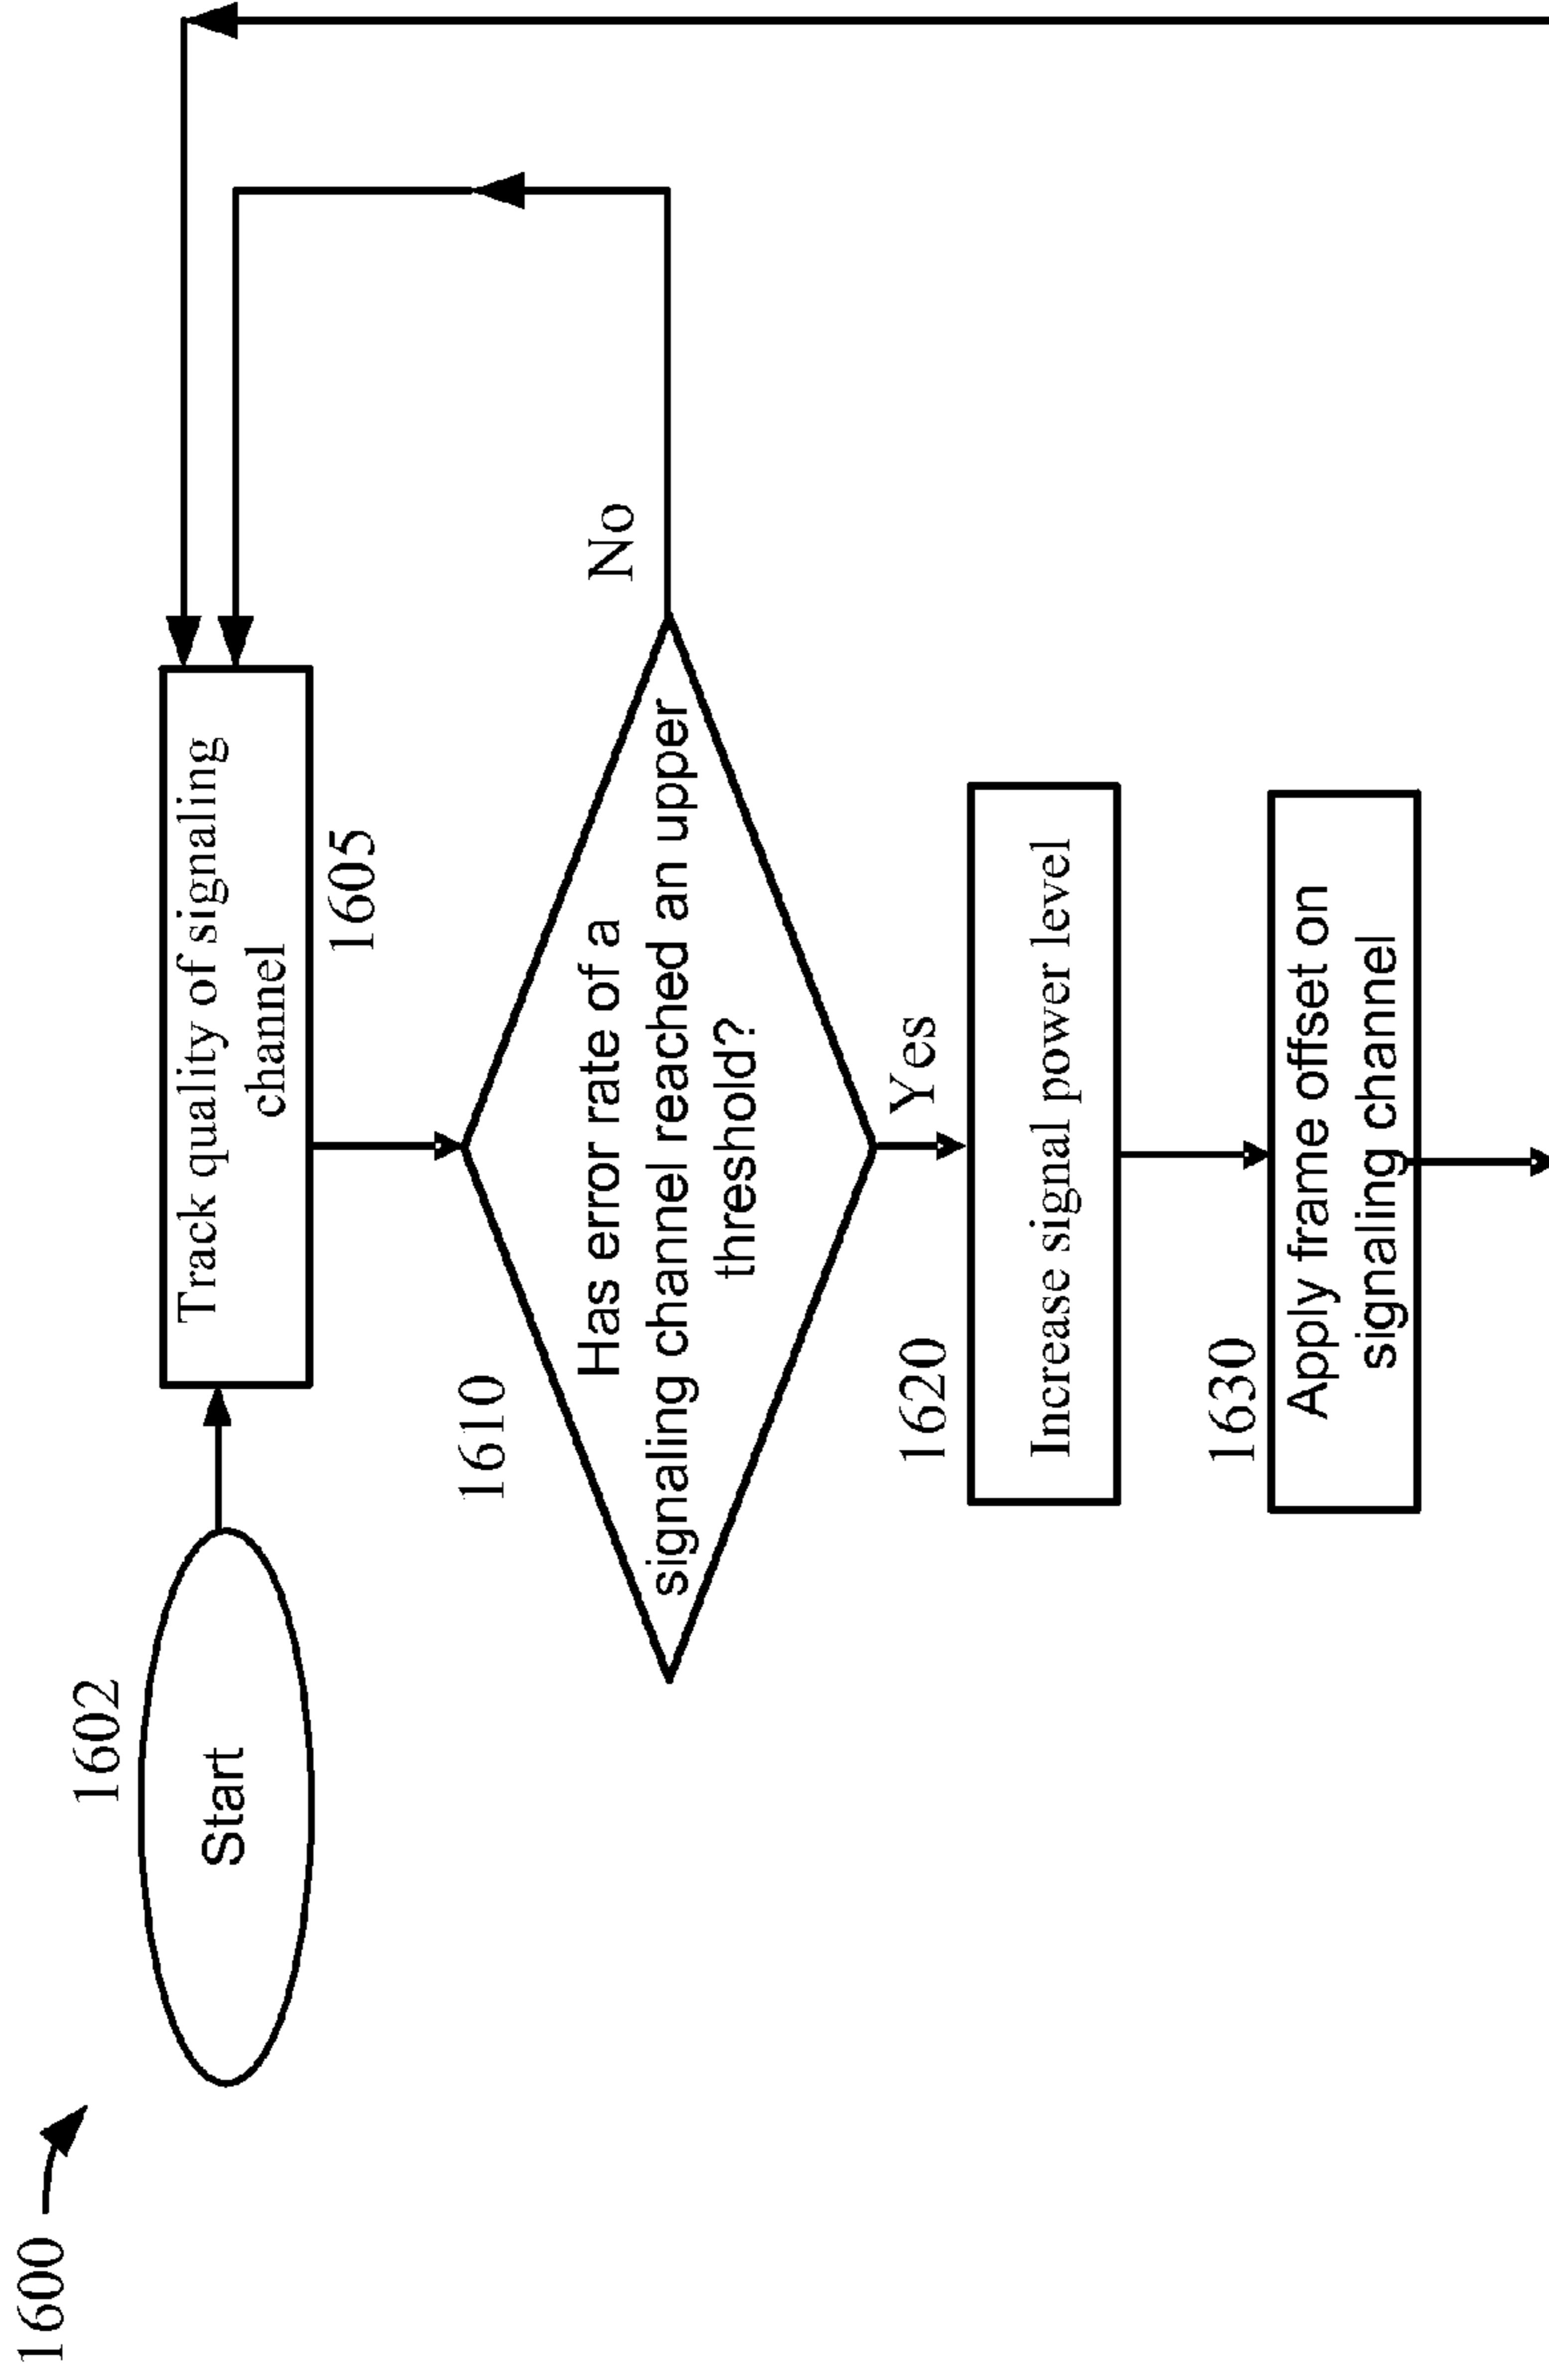 1600
1602
Start
Track quality of signaling
channel
1605
1610
Has error rate of a
signaling channel reached an upper
threshold?
No
Yes
1620
Increase signal power level
1630
Apply frame offset on
signaling channel